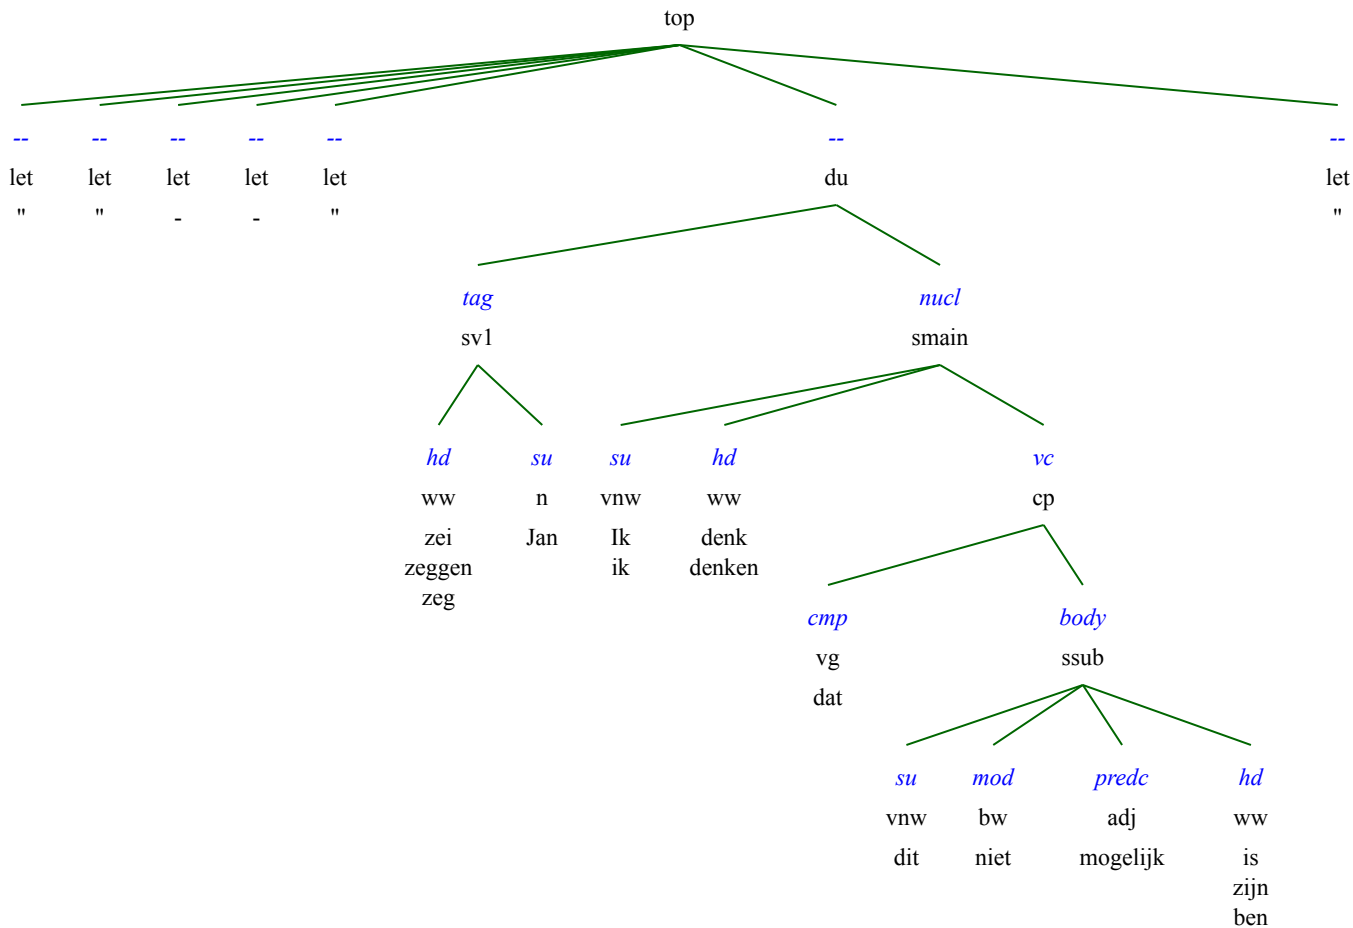 top
-- -- -- -- -- -- --
let let let let let du let
" " - - " "
tag nucl
sv1 smain
hd su su hd vc
ww n vnw ww cp
zei Jan Ik denk
zeggen ik denken
zeg
cmp body
vg ssub
dat
su mod predc hd
vnw bw adj ww
dit niet mogelijk is
zijn
ben